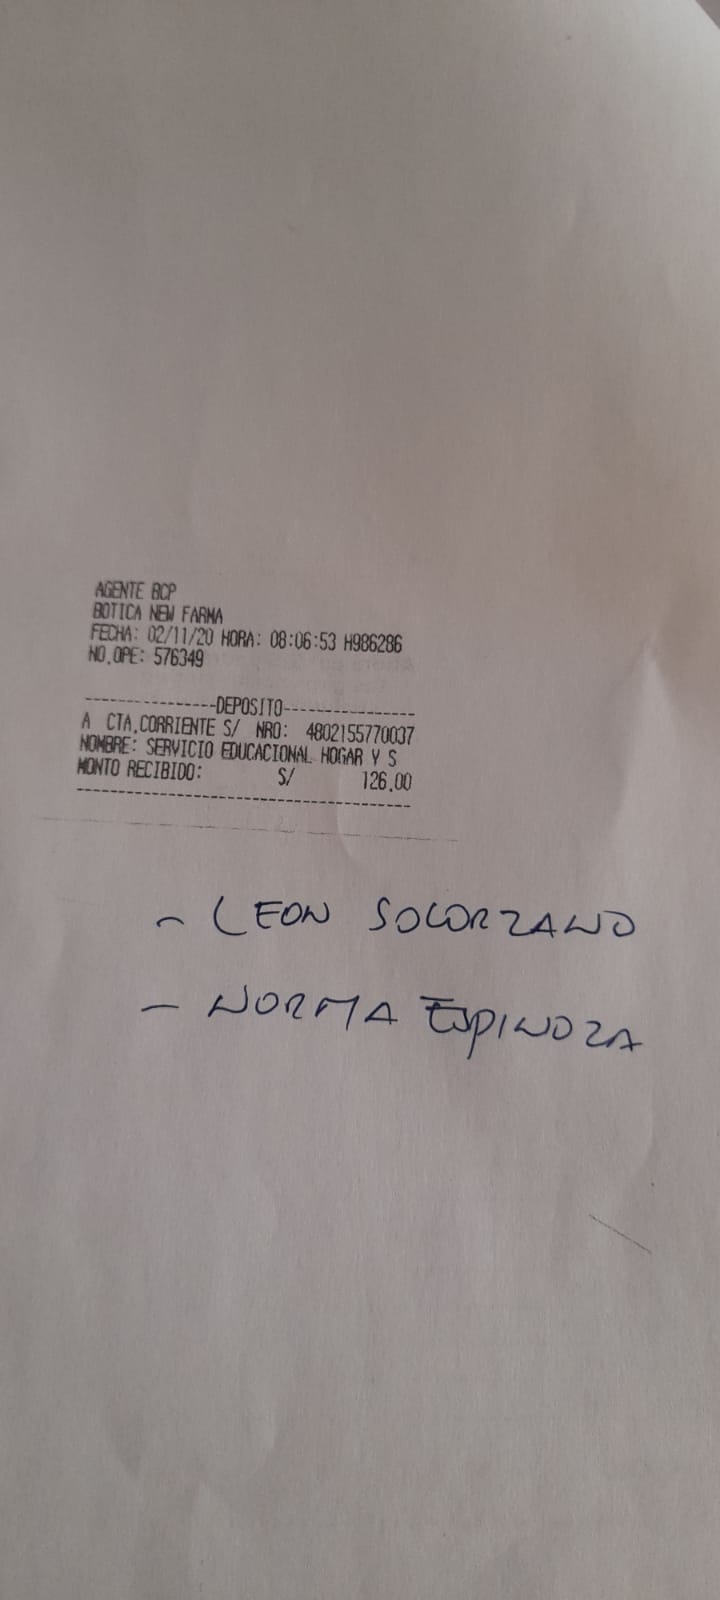 AGENTE BCP
BOTICA NEW FARMA
FECHA: 02/11/20 HORA: 08:06:53 H986286
NO.OPE: 576349
----------------DEPOSITO----------------
A CTA.CORRIENTE S/ NRO: 4802155770037
NOMBRE: SERVICIO EDUCACIONAL HOGAR Y S
MONTO RECIBIDO: S/ 126.00
----------------------------------------
- LEON SOLORZANO
- NORMA ESPINOZA